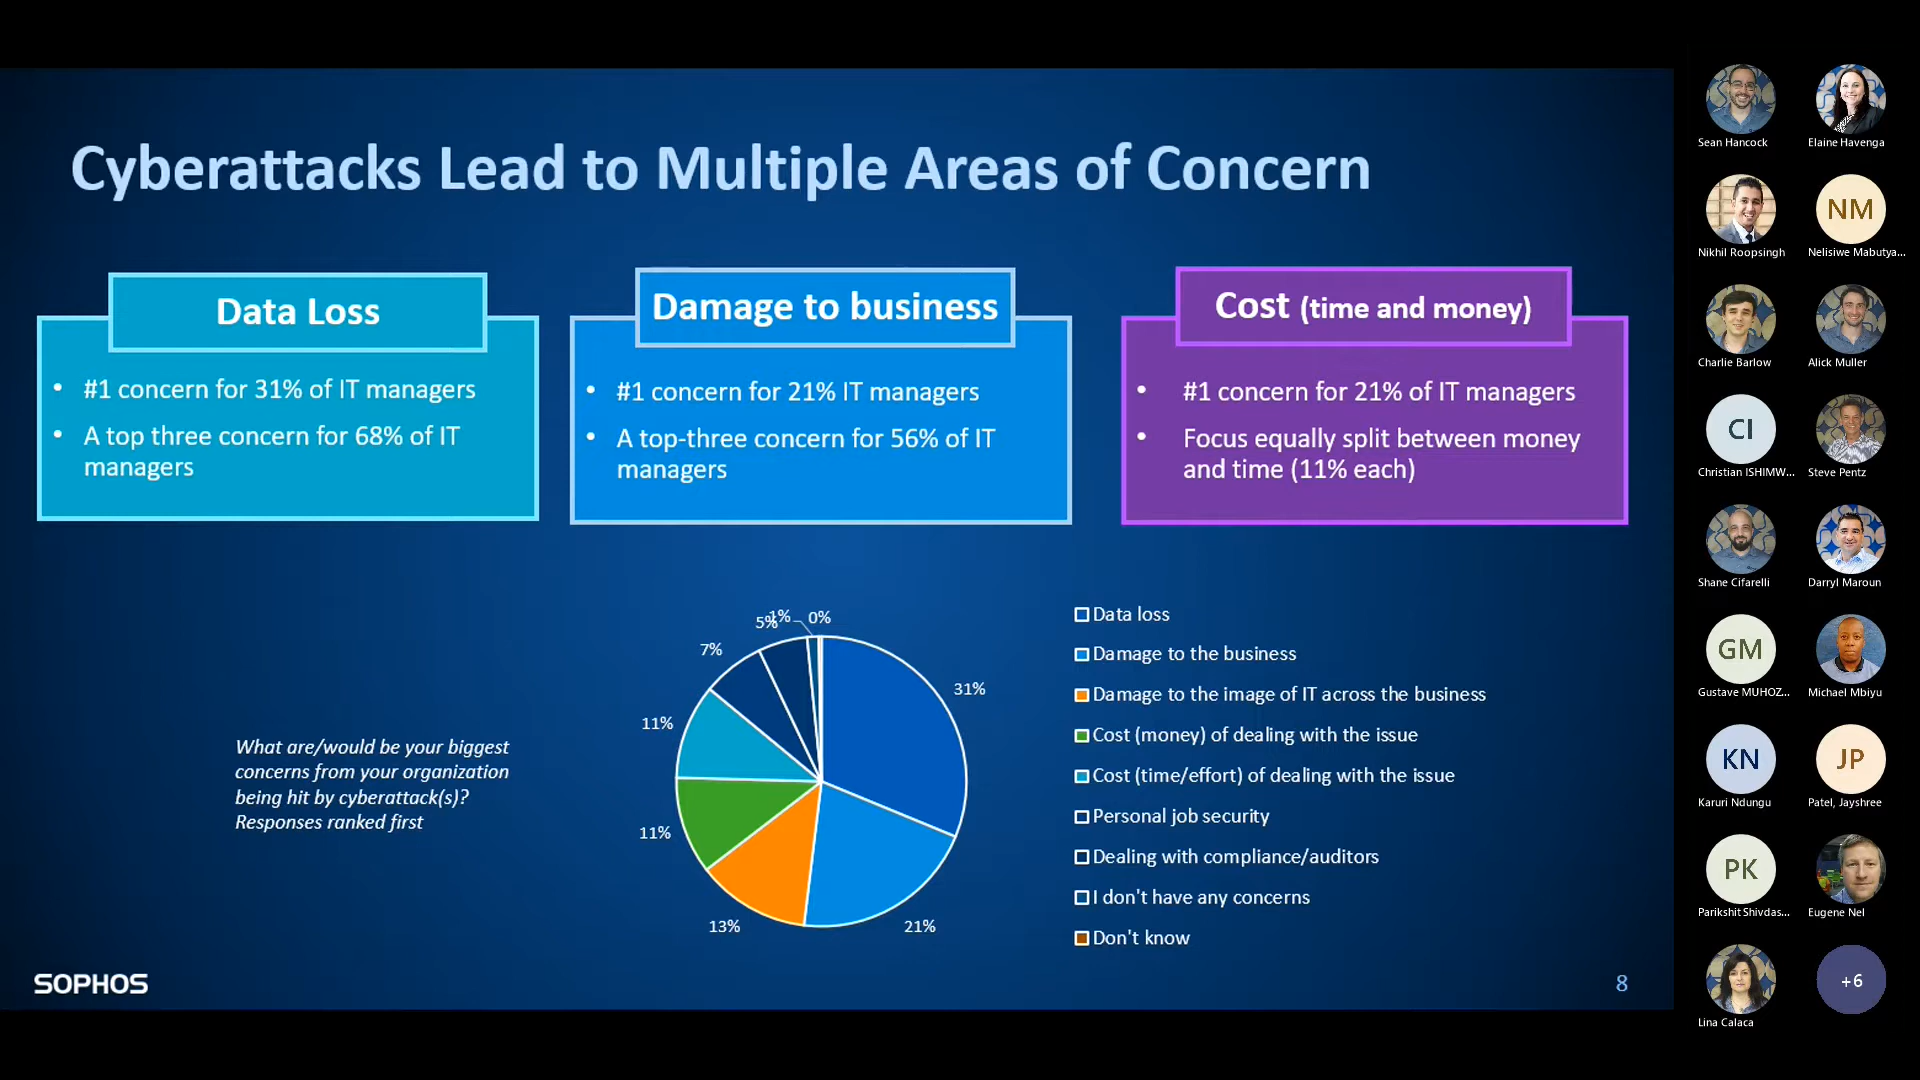 Cyberattacks Lead to Multiple Areas of Concern
Data Loss
• #1 concern for 31% of IT managers
• A top three concern for 68% of IT
managers
Damage to business
• #1 concern for 21% IT managers
• A top-three concern for 56% of IT
managers
Cost (time and money)
• #1 concern for 21% of IT managers
• Focus equally split between money
and time (11% each)
What are/would be your biggest
concerns from your organization
being hit by cyberattack(s)?
Responses ranked first
31%
21%
13%
11%
11%
7%
5%
1%
0%
Data loss
Damage to the business
Damage to the image of IT across the business
Cost (money) of dealing with the issue
Cost (time/effort) of dealing with the issue
Personal job security
Dealing with compliance/auditors
I don't have any concerns
Don't know
SOPHOS
8
Sean Hancock
Elaine Havenga
Nikhil Roopsingh
NM
Nelisiwe Mabutya...
Charlie Barlow
Alick Muller
CI
Christian ISHIMW...
Steve Pentz
Shane Cifarelli
Darryl Maroun
GM
Gustave MUHOZ...
Michael Mbiyu
KN
Karuri Ndungu
JP
Patel, Jayshree
PK
Parikshit Shivdas...
Eugene Nel
Lina Calaca
+6